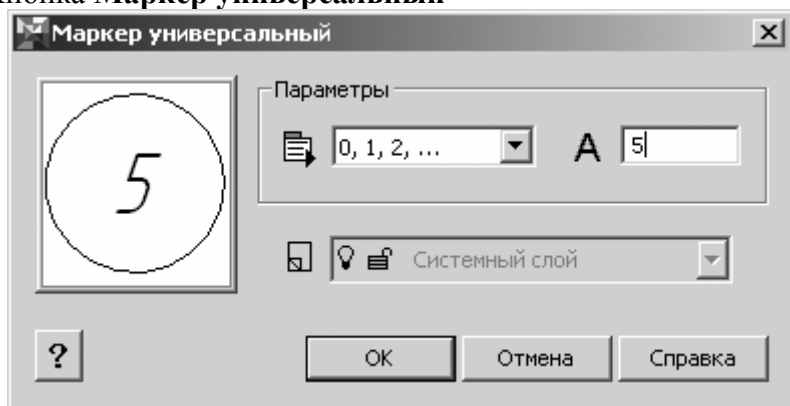 кнопка Маркер универсальный
Маркер универсальный
Параметры
5
0, 1, 2, ...
А
5
Системный слой
?
OK
Отмена
Справка